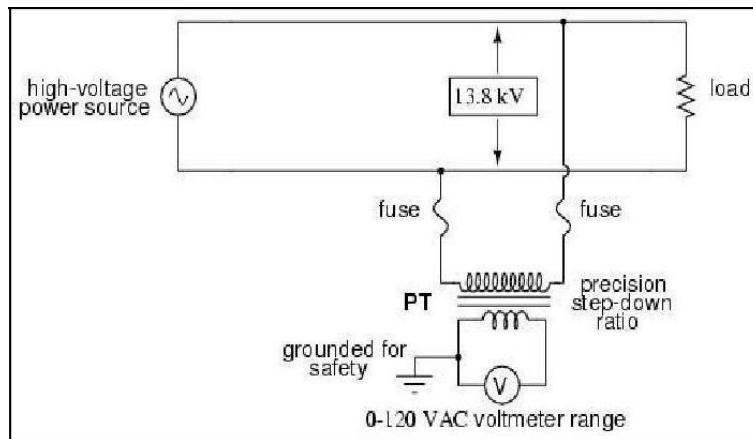 high-voltage
power source
13.8 kV
load
fuse
fuse
PT
precision
step-down
ratio
grounded for
safety
V
0-120 VAC voltmeter range